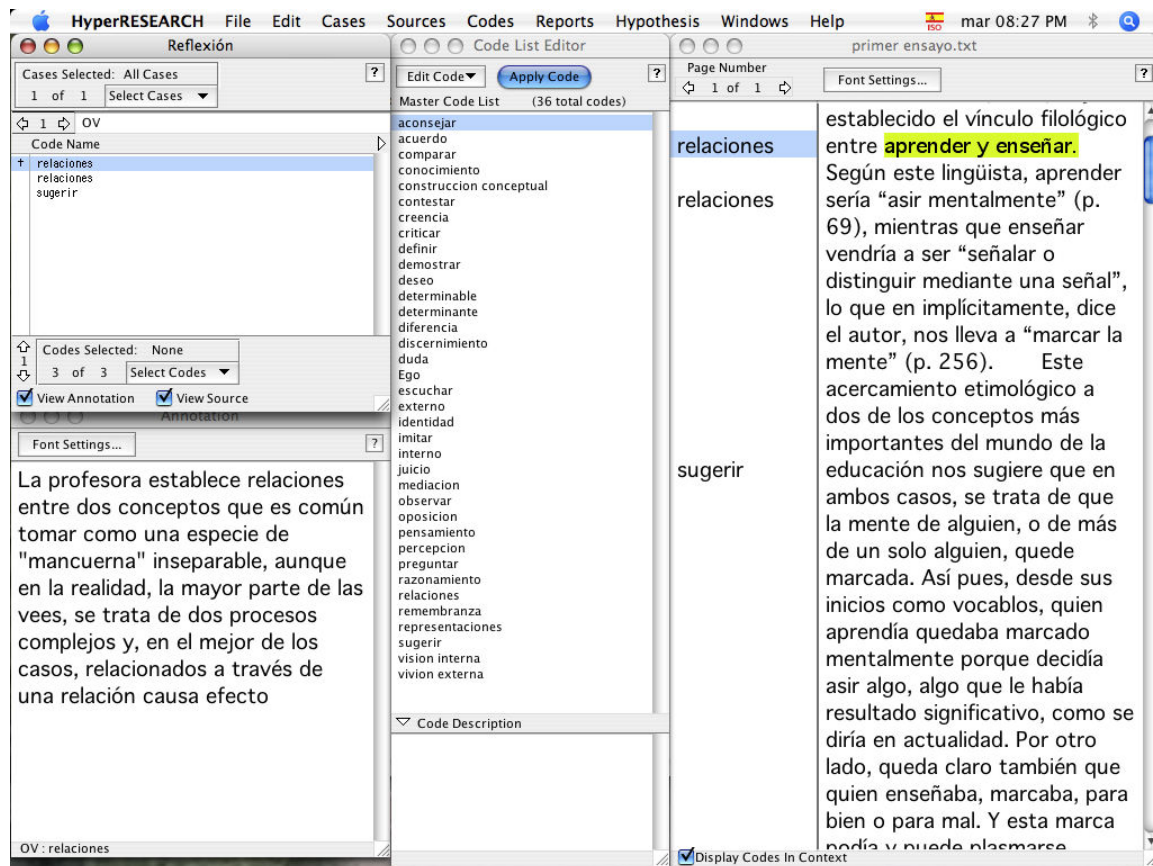 HyperRESEARCH File Edit Cases Sources Codes Reports Hypothesis Windows Help ISO mar 08:27 PM
Reflexión
Cases Selected: All Cases
?
1 of 1 Select Cases
1 OV
Code Name
† relaciones
relaciones
sugerir
Codes Selected: None
1
3 of 3 Select Codes
View Annotation View Source
Annotation
Font Settings...
?
La profesora establece relaciones
entre dos conceptos que es común
tomar como una especie de
"mancuerna" inseparable, aunque
en la realidad, la mayor parte de las
vees, se trata de dos procesos
complejos y, en el mejor de los
casos, relacionados a través de
una relación causa efecto
OV : relaciones
Code List Editor
Edit Code Apply Code ?
Master Code List (36 total codes)
aconsejar
acuerdo
comparar
conocimiento
construccion conceptual
contestar
creencia
criticar
definir
demostrar
deseo
determinable
determinante
diferencia
discernimiento
duda
Ego
escuchar
externo
identidad
imitar
interno
juicio
mediacion
observar
oposicion
pensamiento
percepcion
preguntar
razonamiento
relaciones
remembranza
representaciones
sugerir
vision interna
vivion externa
Code Description
primer ensayo.txt
Page Number
1 of 1
Font Settings...
?
relaciones
relaciones
sugerir
establecido el vínculo filológico
entre aprender y enseñar.
Según este lingüista, aprender
sería “asir mentalmente” (p.
69), mientras que enseñar
vendría a ser “señalar o
distinguir mediante una señal”,
lo que en implícitamente, dice
el autor, nos lleva a “marcar la
mente” (p. 256). Este
acercamiento etimológico a
dos de los conceptos más
importantes del mundo de la
educación nos sugiere que en
ambos casos, se trata de que
la mente de alguien, o de más
de un solo alguien, quede
marcada. Así pues, desde sus
inicios como vocablos, quien
aprendía quedaba marcado
mentalmente porque decidía
asir algo, algo que le había
resultado significativo, como se
diría en actualidad. Por otro
lado, queda claro también que
quien enseñaba, marcaba, para
bien o para mal. Y esta marca
podía y puede plasmarse
Display Codes In Context